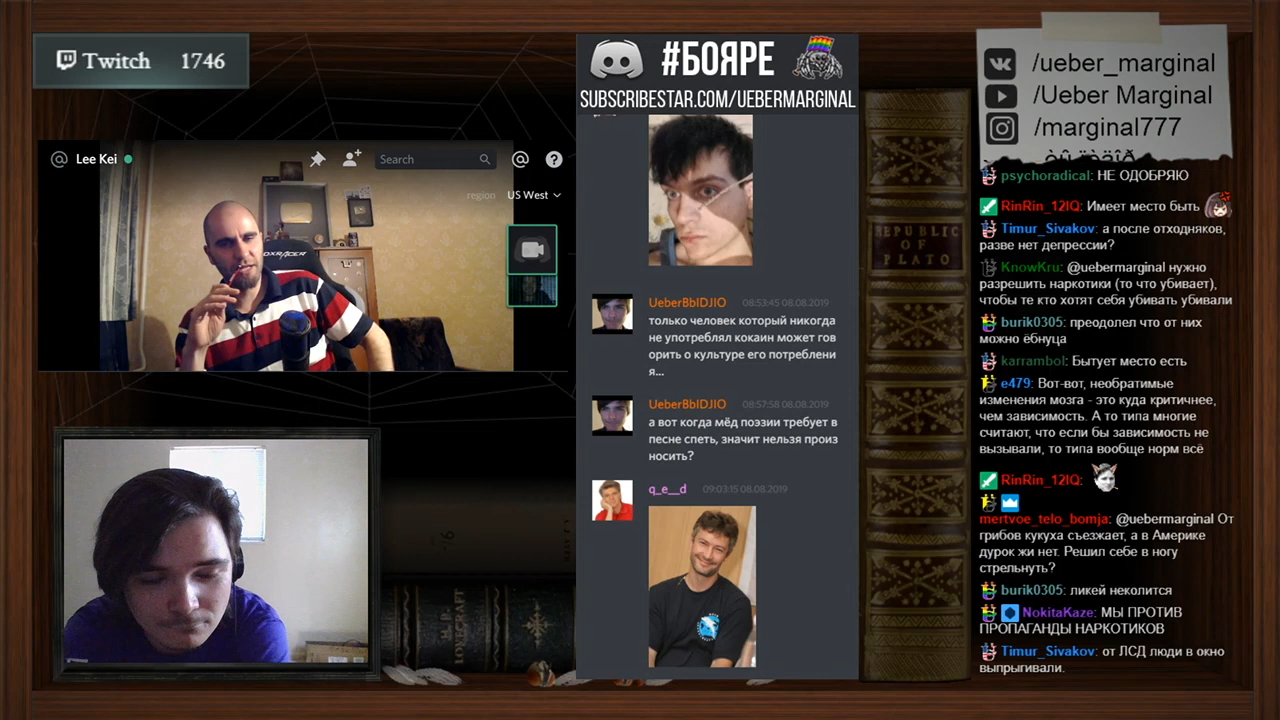 Twitch 1746
@ Lee Kei
Search
region US West
DXRACER
#БОЯРЕ
SUBSCRIBESTAR.COM/UEBERMARGINAL
UeberBbIDJIO 08:53:45 08.08.2019
только человек который никогда
не употреблял кокаин может гов
орить о культуре его потреблени
я...
UeberBbIDJIO 08:57:58 08.08.2019
а вот когда мёд поэзии требует в
песне спеть, значит нельзя произ
носить?
q_e__d 09:03:15 08.08.2019
REPUBLIC
OF
PLATO
H.P.
LOVECRAFT
/ueber_marginal
/Ueber Marginal
/marginal777
psychoradical: НЕ ОДОБРЯЮ
RinRin_12IQ: Имеет место быть
Timur_Sivakov: а после отходняков,
разве нет депрессии?
KnowKru: @uebermarginal нужно
разрешить наркотики (то что убивает),
чтобы те кто хотят себя убивать убивали
burik0305: преодолел что от них
можно ёбнуца
karrambol: Бытует место есть
e479: Вот-вот, необратимые
изменения мозга - это куда критичнее,
чем зависимость. А то типа многие
считают, что если бы зависимость не
вызывали, то типа вообще норм всё
RinRin_12IQ:
mertvoe_telo_bomja: @uebermarginal От
грибов кукуха съезжает, а в Америке
дурок жи нет. Решил себе в ногу
стрельнуть?
burik0305: ликей неколится
NokitaKaze: МЫ ПРОТИВ
ПРОПАГАНДЫ НАРКОТИКОВ
Timur_Sivakov: от ЛСД люди в окно
выпрыгивали.